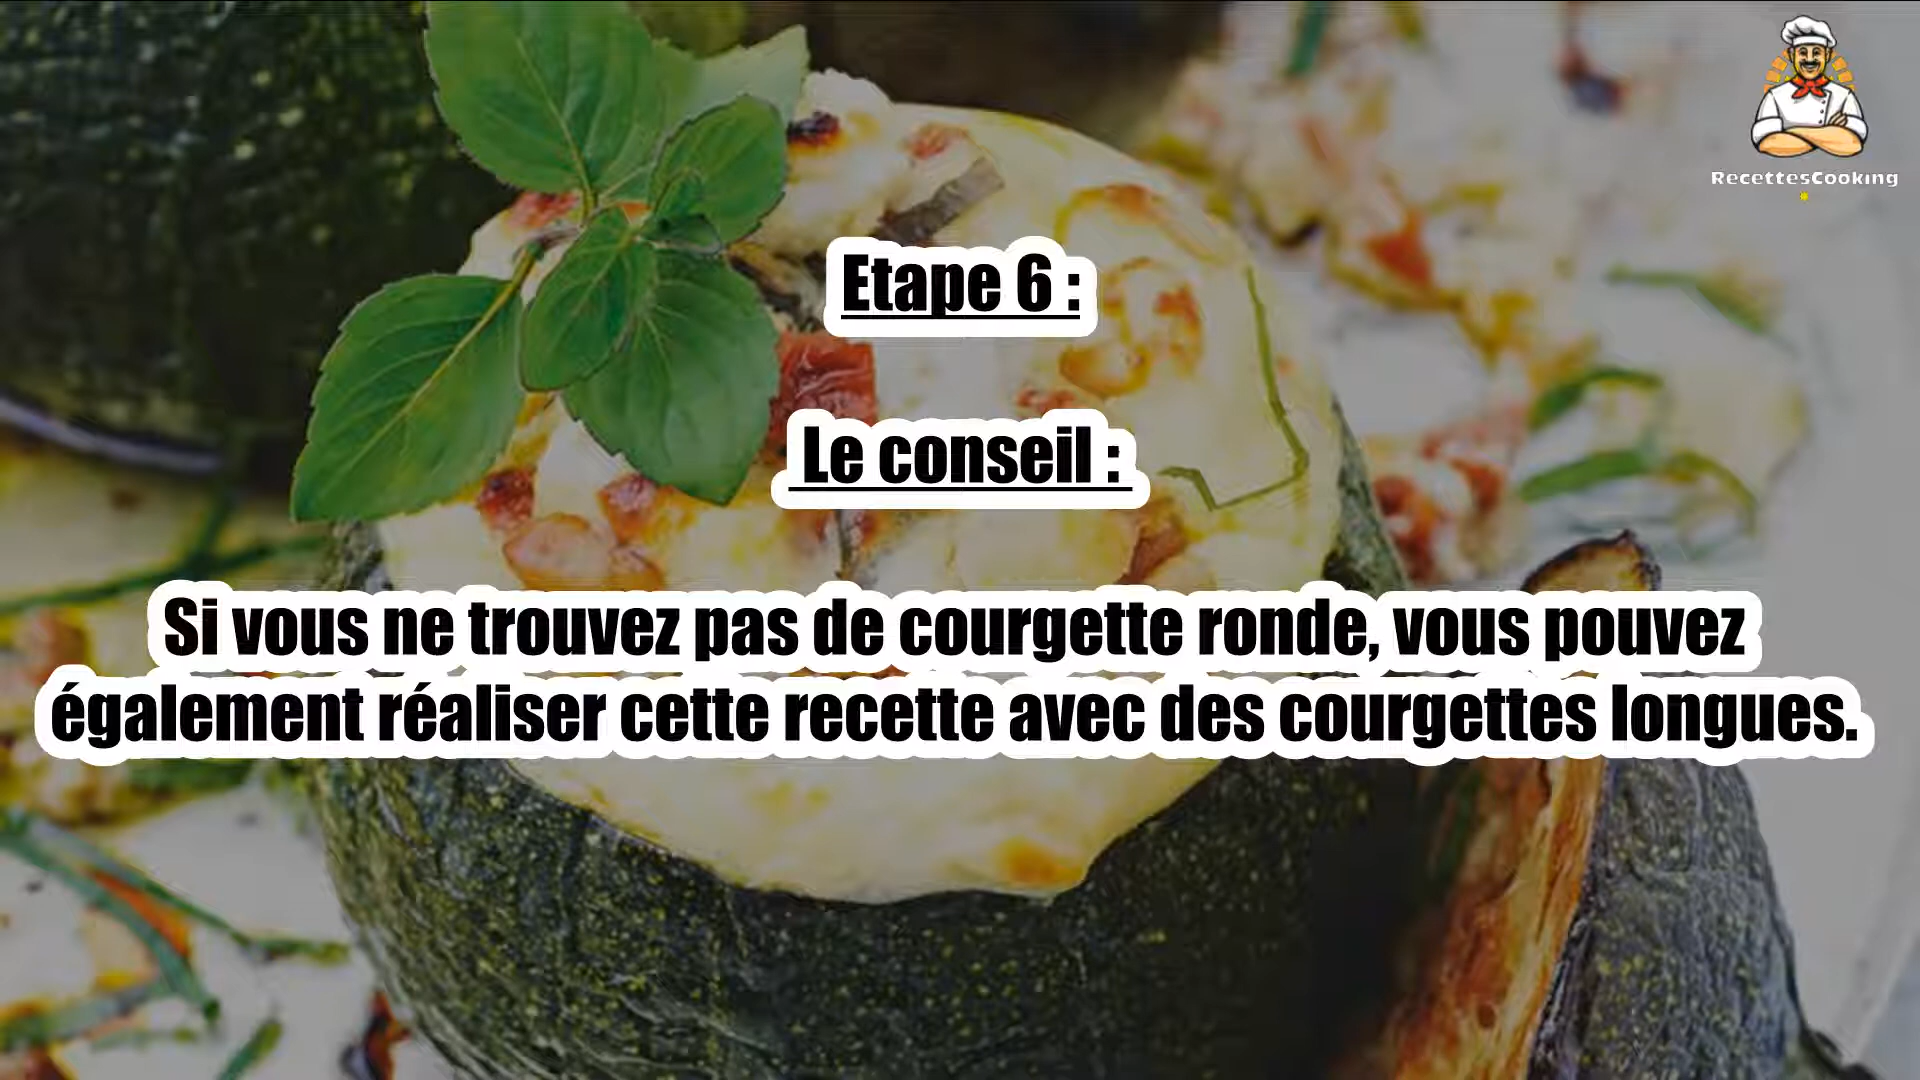 RecettesCooking
Etape 6 :
Le conseil :
Si vous ne trouvez pas de courgette ronde, vous pouvez
également réaliser cette recette avec des courgettes longues.